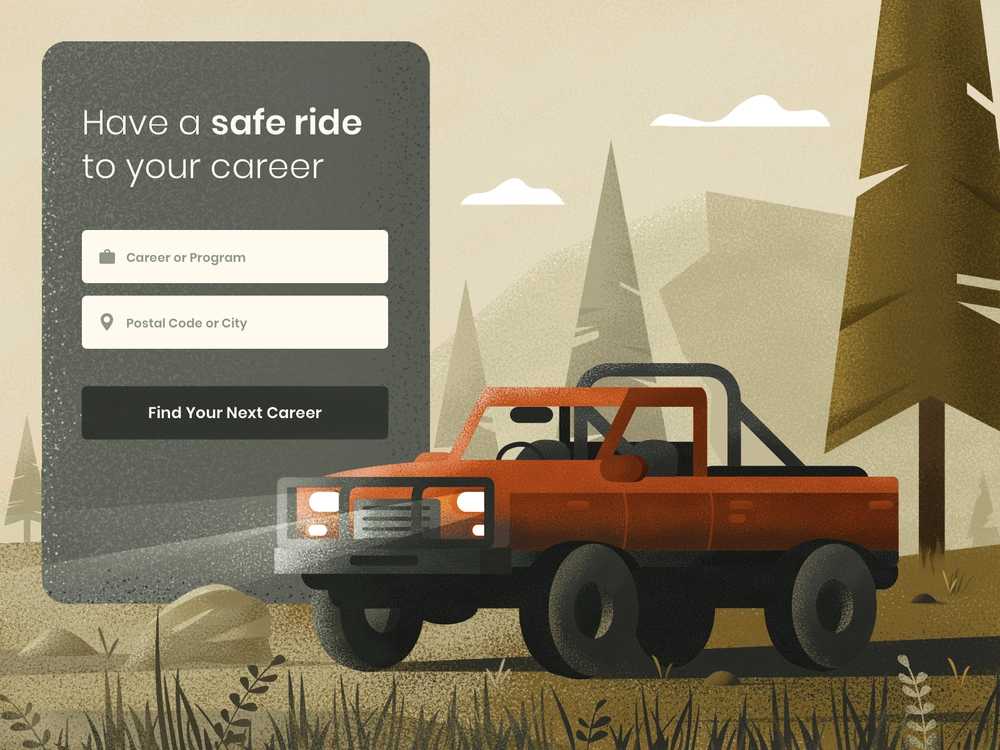 Have a safe ride
to your career
Career or Program
Postal Code or City
Find Your Next Career